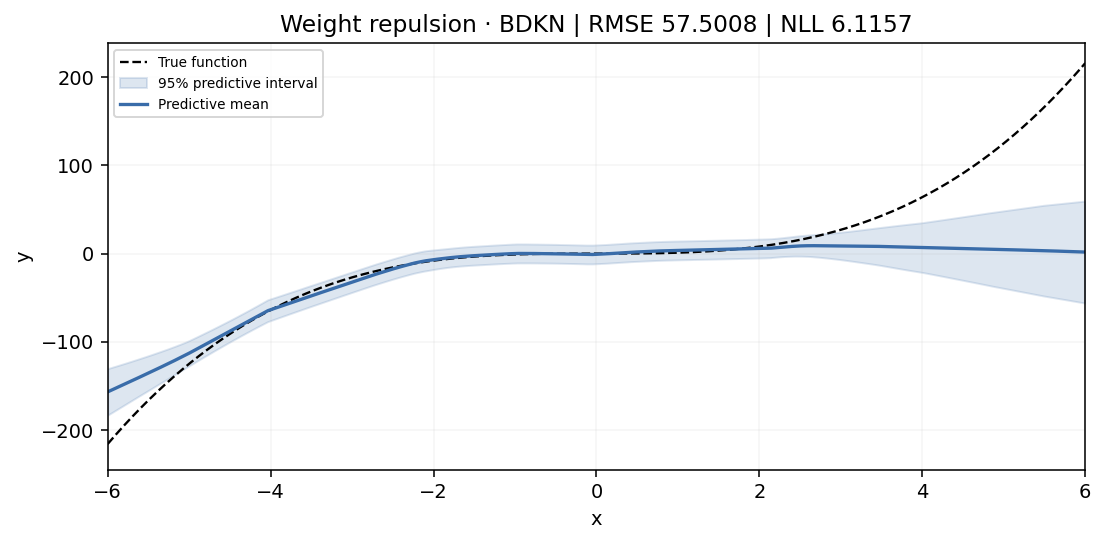 Weight repulsion · BDKN | RMSE 57.5008 | NLL 6.1157
True function
95% predictive interval
Predictive mean
200
100
0
−100
−200
y
−6 −4 −2 0 2 4 6
x